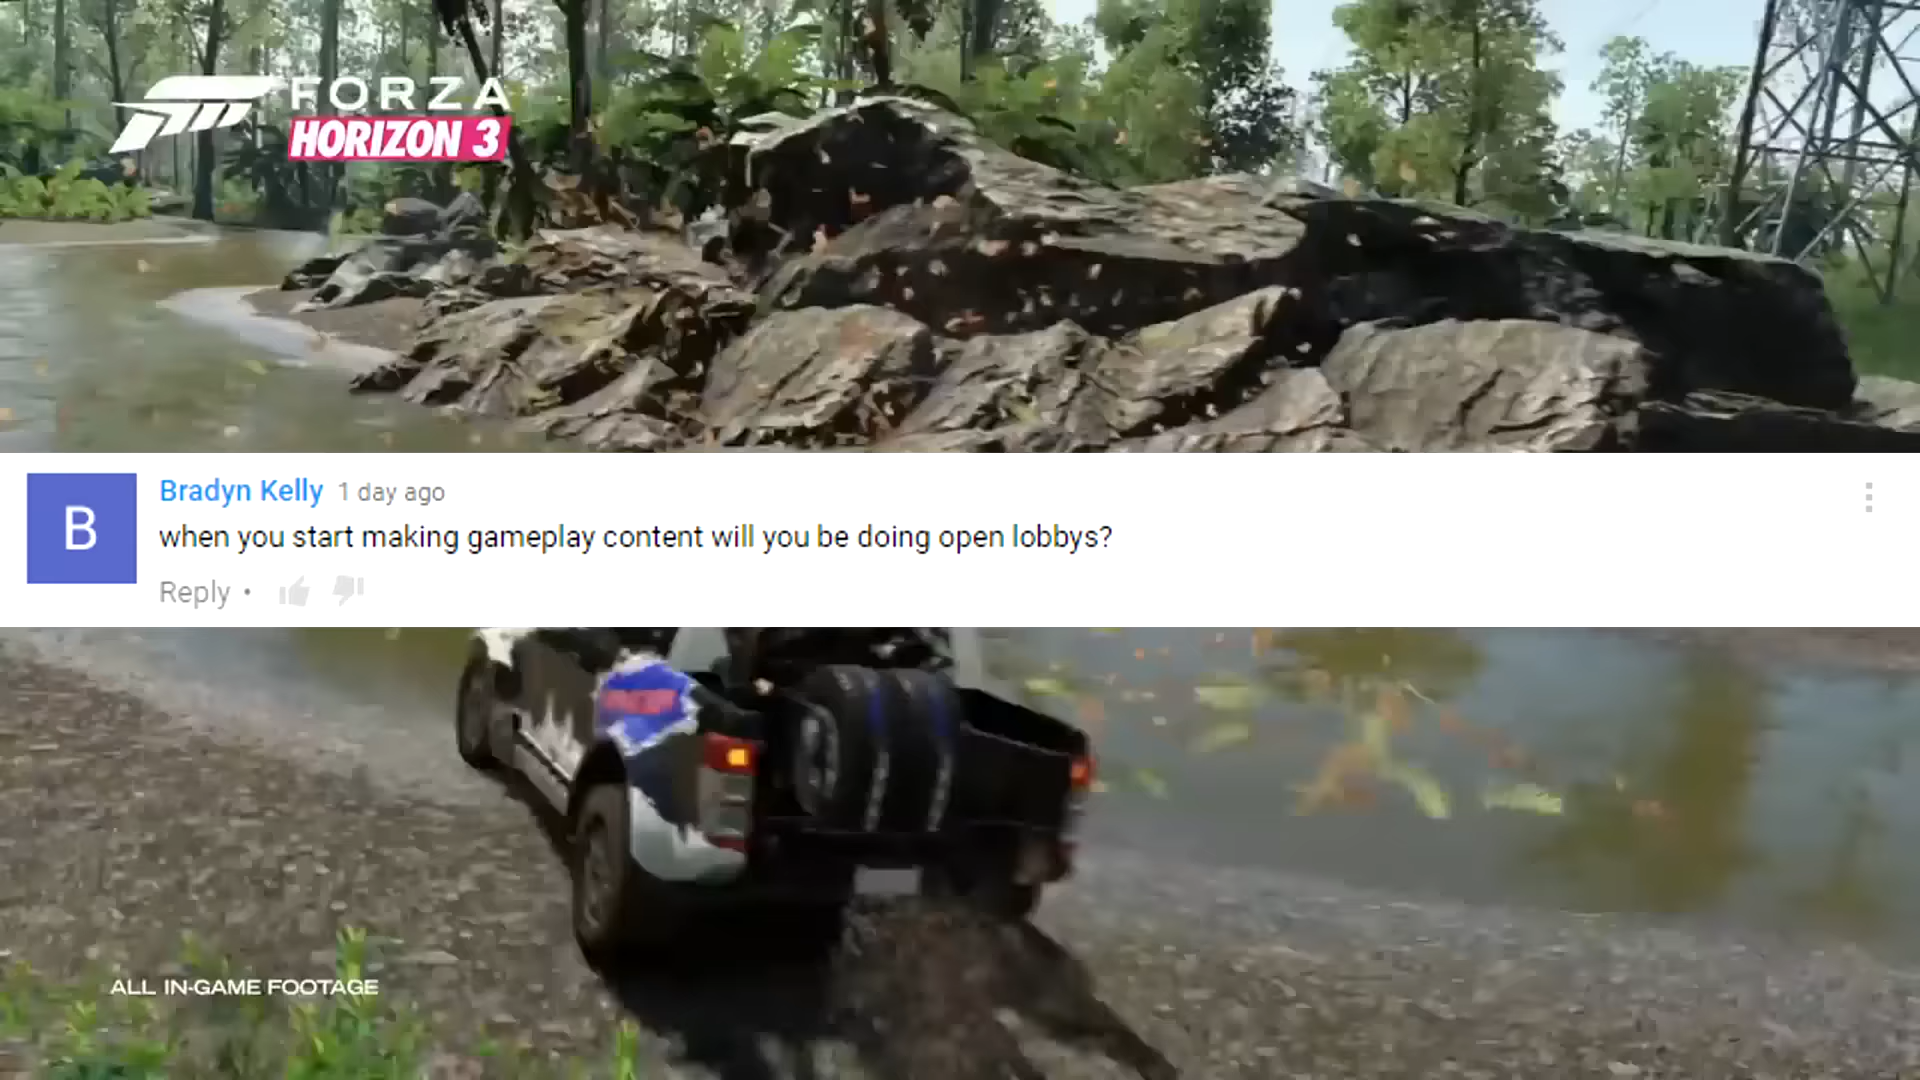 FORZA
HORIZON 3
B
Bradyn Kelly 1 day ago
when you start making gameplay content will you be doing open lobbys?
Reply •
ALL IN-GAME FOOTAGE